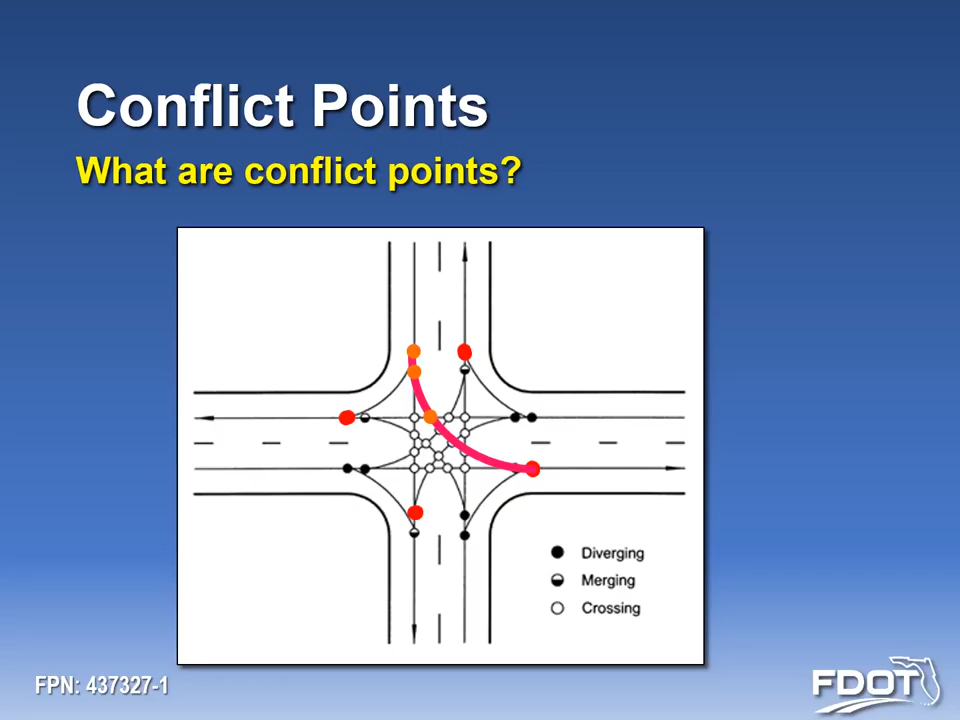 Conflict Points
What are conflict points?
Diverging
Merging
Crossing
FPN: 437327-1
FDOT